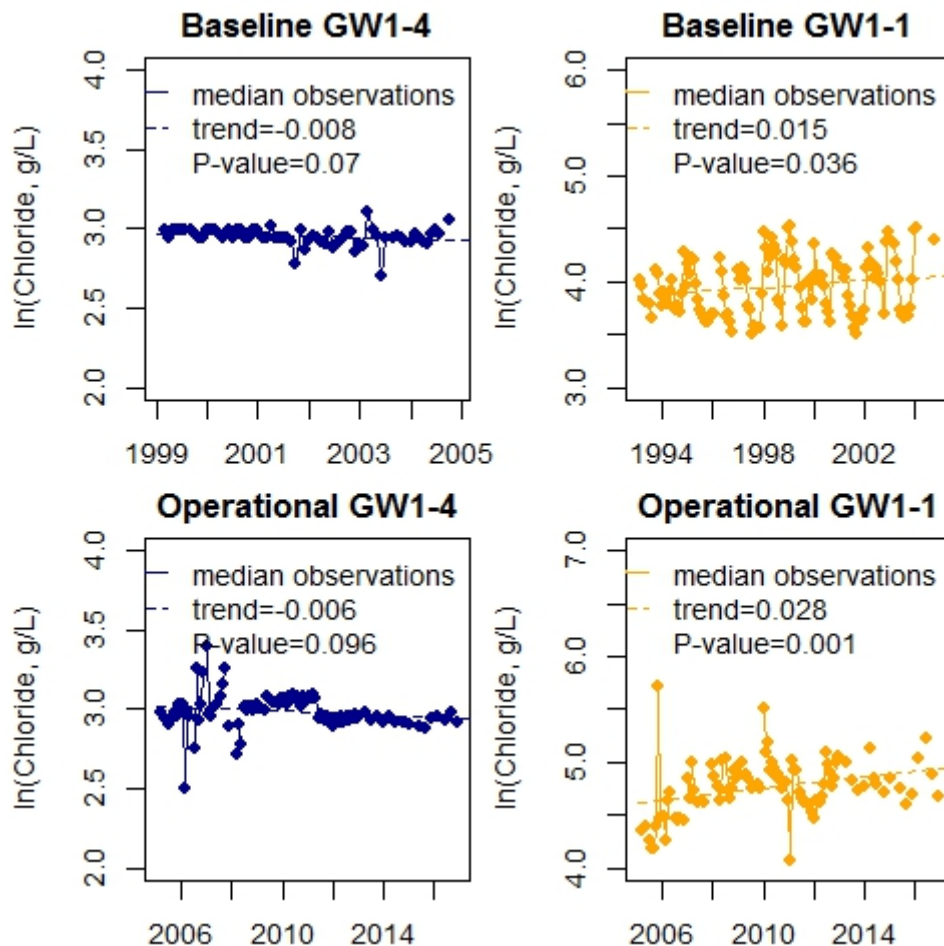 Baseline GW1-4
ln(Chloride, g/L)
4.0
3.5
3.0
2.5
2.0
median observations
trend=-0.008
P-value=0.07
1999 2001 2003 2005
Baseline GW1-1
ln(Chloride, g/L)
6.0
5.0
4.0
3.0
median observations
trend=0.015
P-value=0.036
1994 1998 2002
Operational GW1-4
ln(Chloride, g/L)
4.0
3.5
3.0
2.5
2.0
median observations
trend=-0.006
P-value=0.096
2006 2010 2014
Operational GW1-1
ln(Chloride, g/L)
7.0
6.0
5.0
4.0
median observations
trend=0.028
P-value=0.001
2006 2010 2014